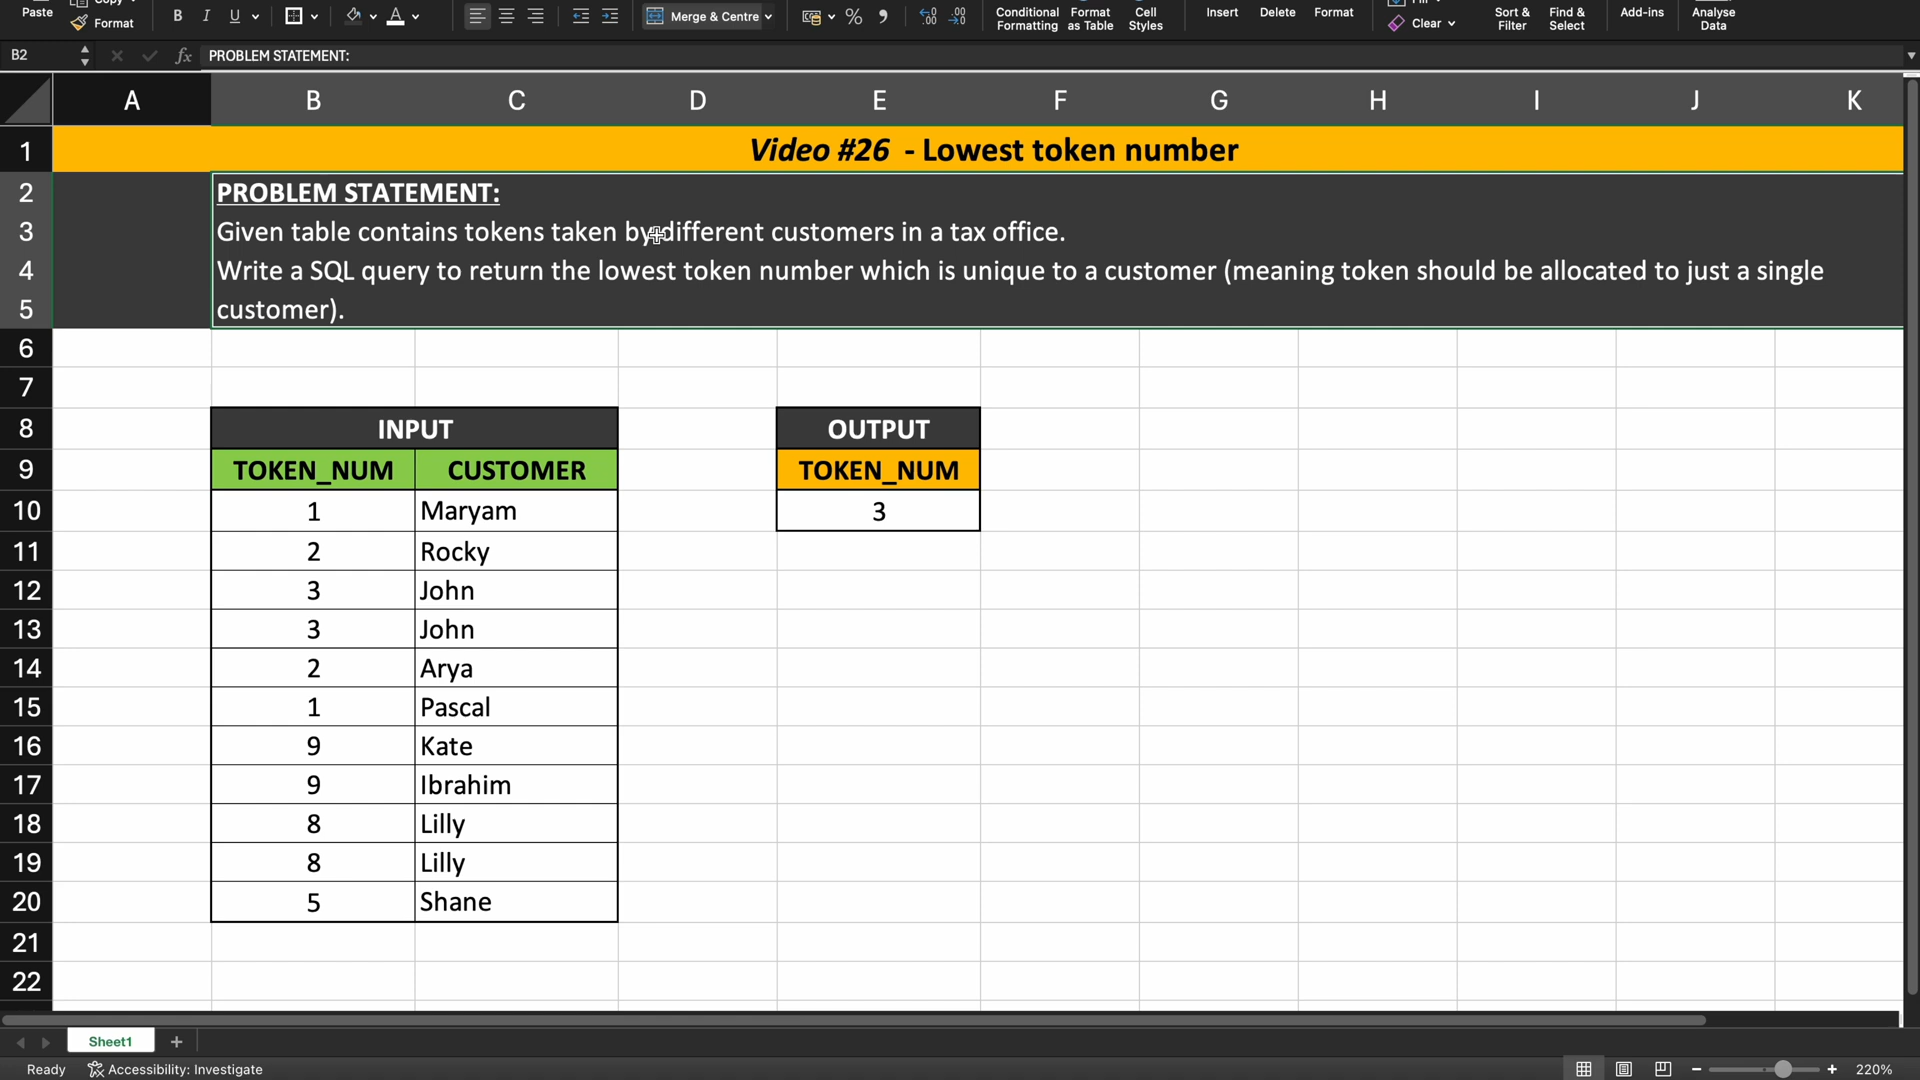 Paste
Copy
Format
B I U A
Merge & Centre
%
Conditional Formatting
Format as Table
Cell Styles
Insert
Delete
Format
Clear
Sort & Filter
Find & Select
Add-ins
Analyse Data
B2 fx PROBLEM STATEMENT:
A B C D E F G H I J K
1 Video #26 - Lowest token number
2 PROBLEM STATEMENT:
3 Given table contains tokens taken by different customers in a tax office.
4 Write a SQL query to return the lowest token number which is unique to a customer (meaning token should be allocated to just a single
5 customer).
6
7
8 INPUT OUTPUT
9 TOKEN_NUM CUSTOMER TOKEN_NUM
10 1 Maryam 3
11 2 Rocky
12 3 John
13 3 John
14 2 Arya
15 1 Pascal
16 9 Kate
17 9 Ibrahim
18 8 Lilly
19 8 Lilly
20 5 Shane
21
22
Sheet1 +
Ready Accessibility: Investigate 220%